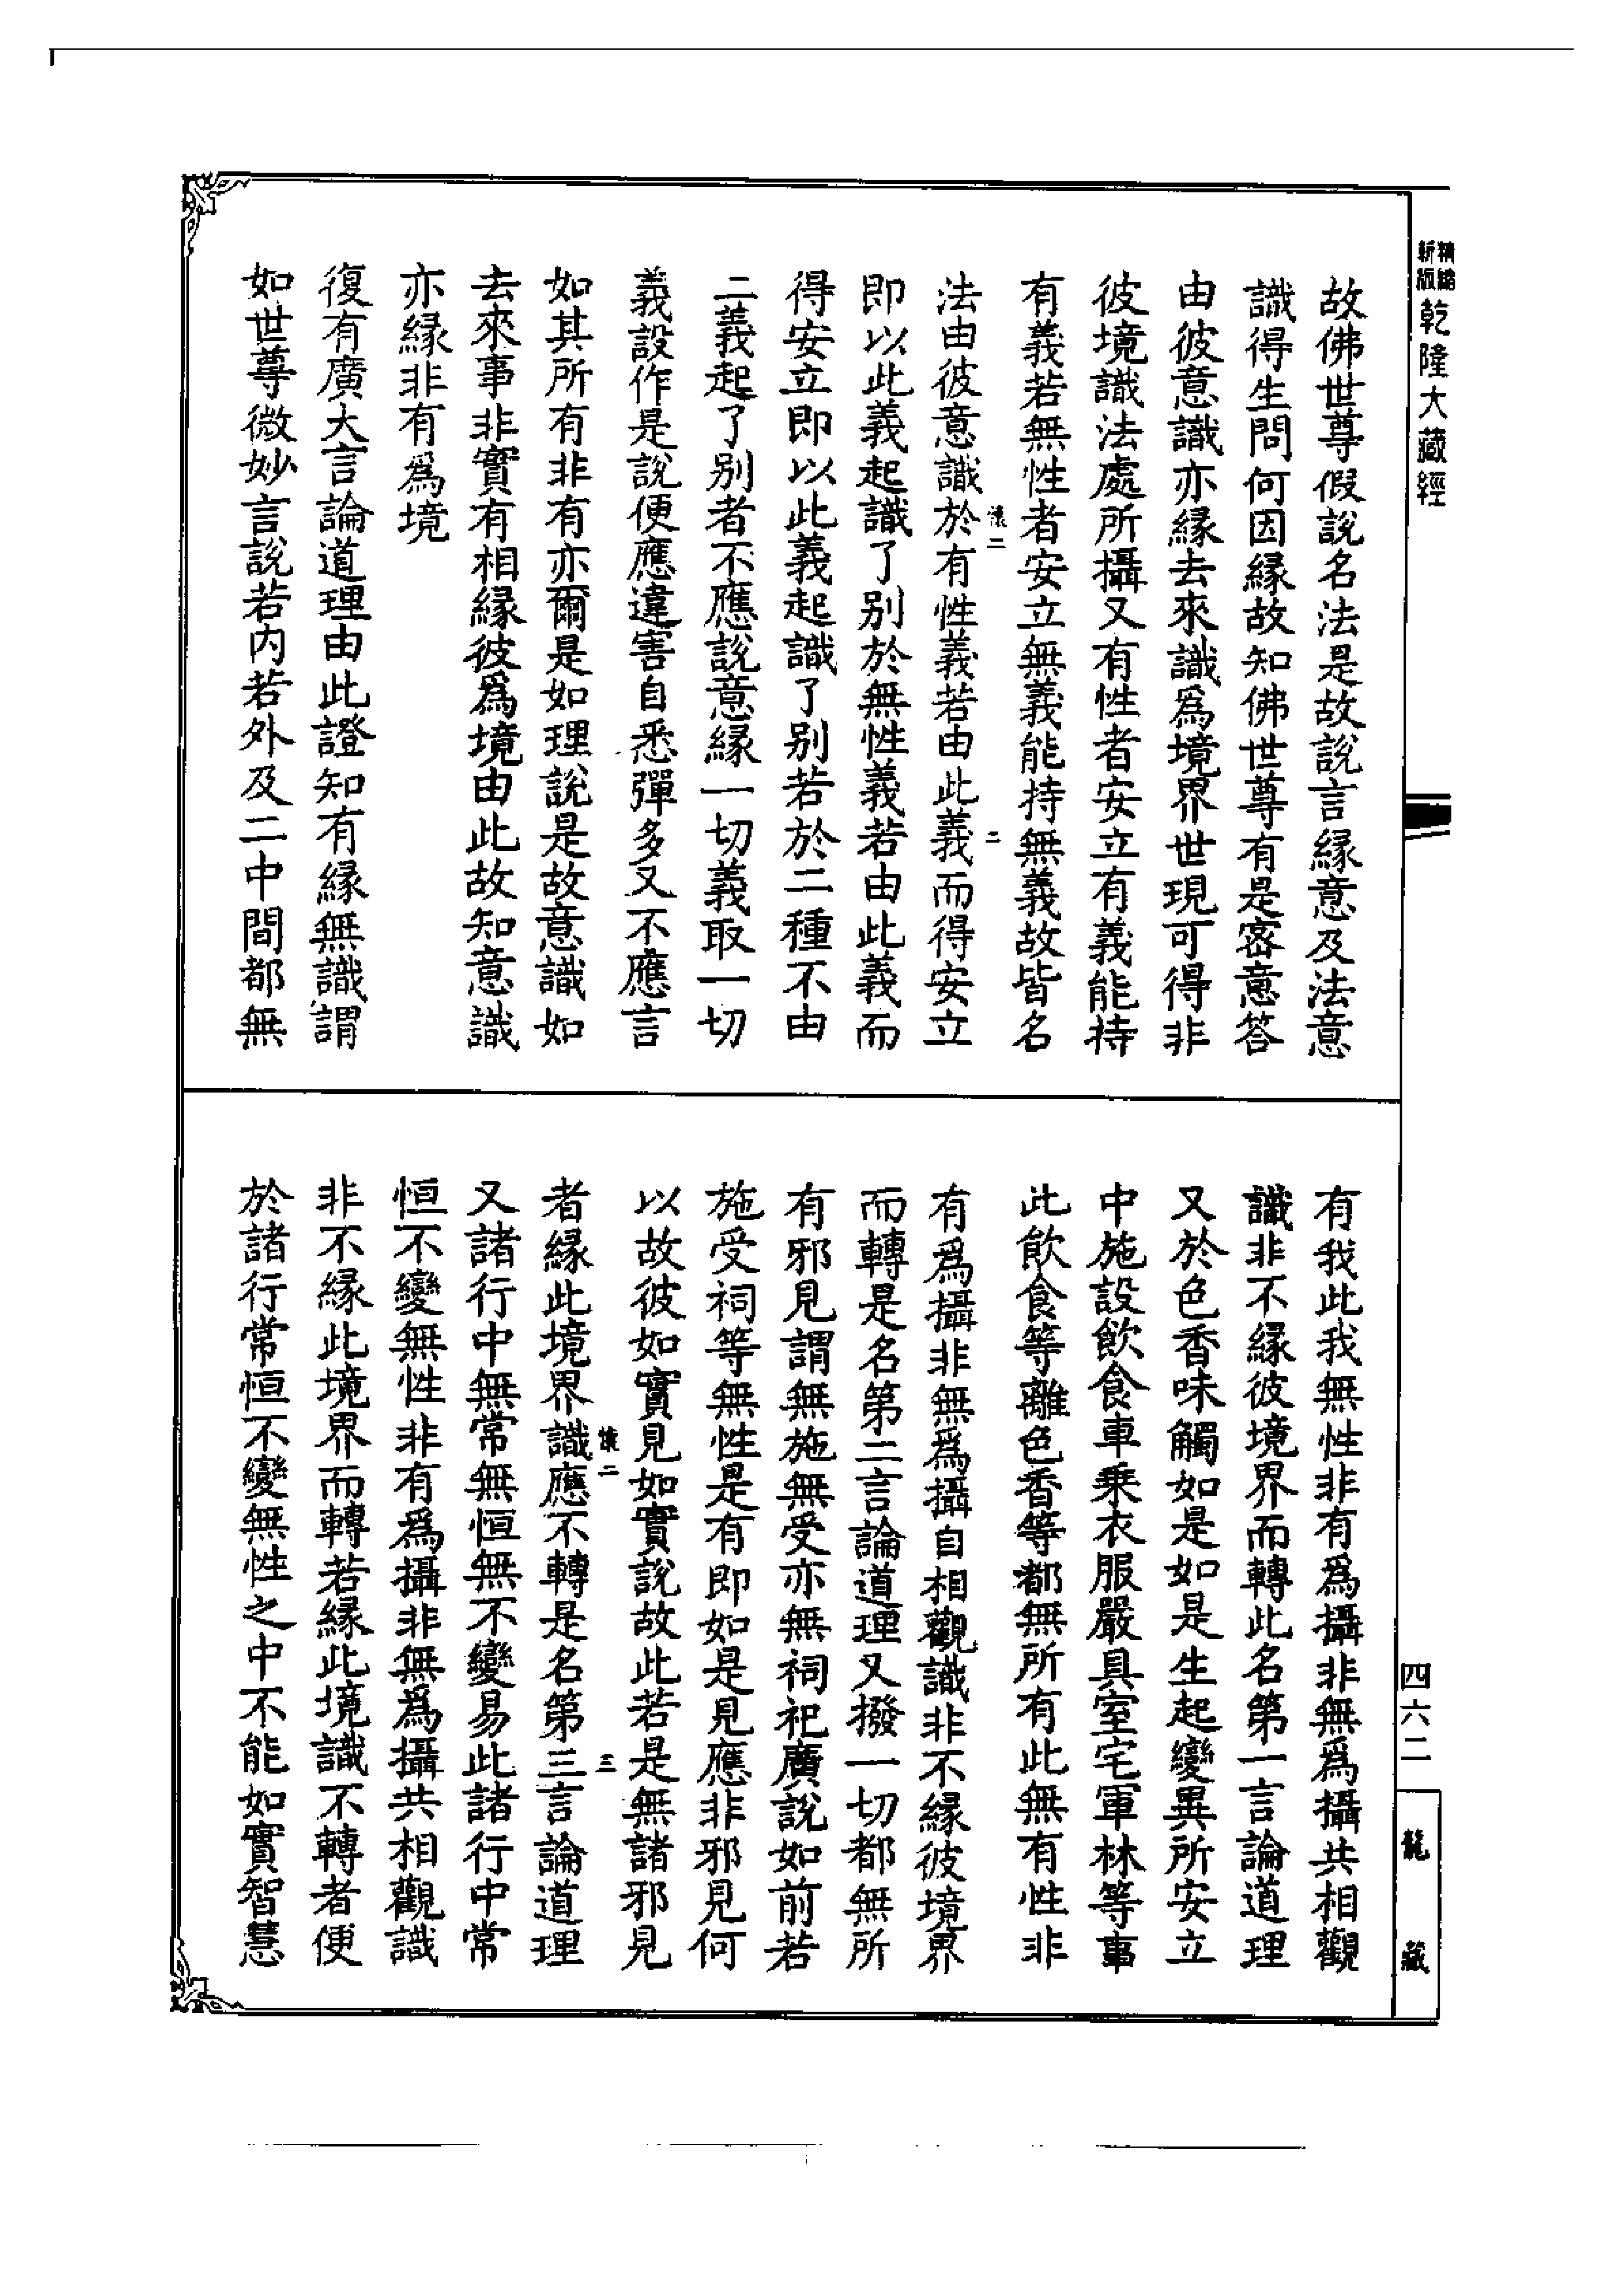 精縮
新版
乾隆大藏經
故佛世尊假說名法是故說言緣意及法意
識得生問何因緣故知佛世尊有是密意答
由彼意識亦緣去來識為境界世現可得非
彼境識法處所攝又有性者安立有義能持
有義若無性者安立無義能持無義故皆名
法由彼意識於有性義若由此義而得安立
即以此義起識了別於無性義若由此義而
得安立即以此義起識了別若於二種不由
二義起了別者不應說意緣一切義取一切
義設作是說便應違害自悉彈多又不應言
如其所有非有亦爾是如理說是故意識如
去來事非實有相緣彼為境由此故知意識
亦緣非有為境
復有廣大言論道理由此證知有緣無識謂
如世尊微妙言說若內若外及二中間都無
懷二
二
有我此我無性非有為攝非無為攝共相觀
識非不緣彼境界而轉此名第一言論道理
又於色香味觸如是如是生起變異所安立
中施設飲食車乗衣服嚴具室宅軍林等事
此飲食等離色香等都無所有此無有性非
有為攝非無為攝自相觀識非不緣彼境界
而轉是名第二言論道理又撥一切都無所
有邪見謂無施無受亦無祠祀廣說如前若
施受祠等無性是有即如是見應非邪見何
以故彼如實見如實說故此若是無諸邪見
者緣此境界識應不轉是名第三言論道理
又諸行中無常無恒無不變易此諸行中常
恒不變無性非有為攝非無為攝共相觀識
非不緣此境界而轉若緣此境識不轉者便
於諸行常恒不變無性之中不能如實智慧
懷二
三
四六二
龍藏